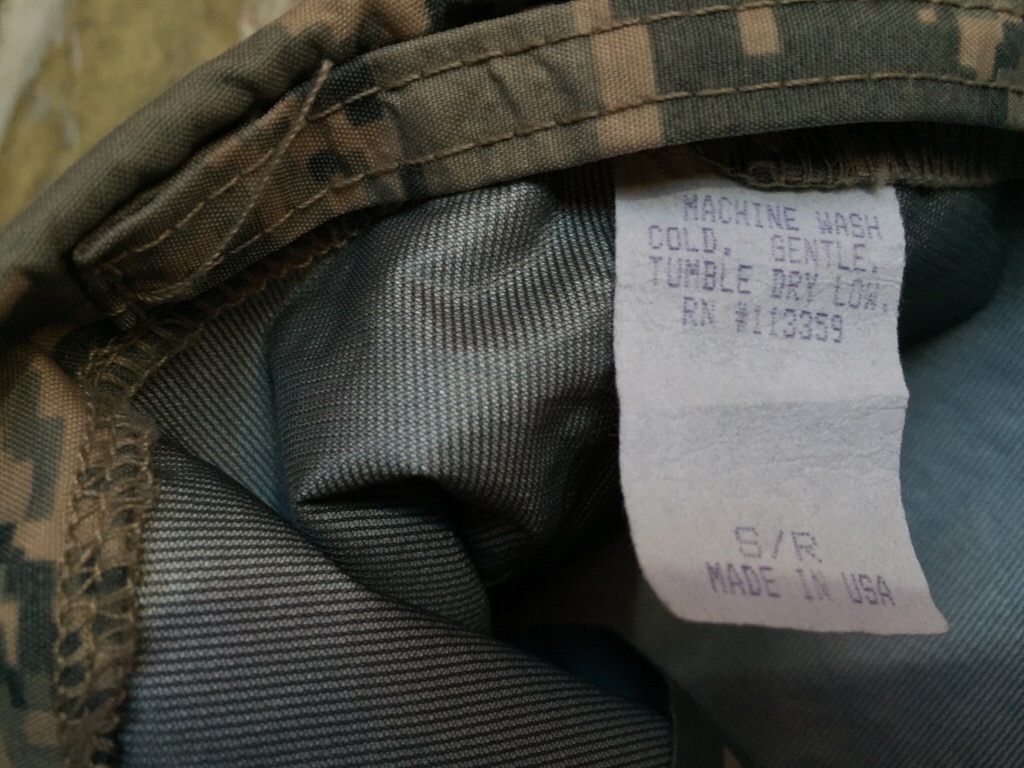 MACHINE WASH
COLD, GENTLE,
TUMBLE DRY LOW.
RN #113359
S/R
MADE IN USA